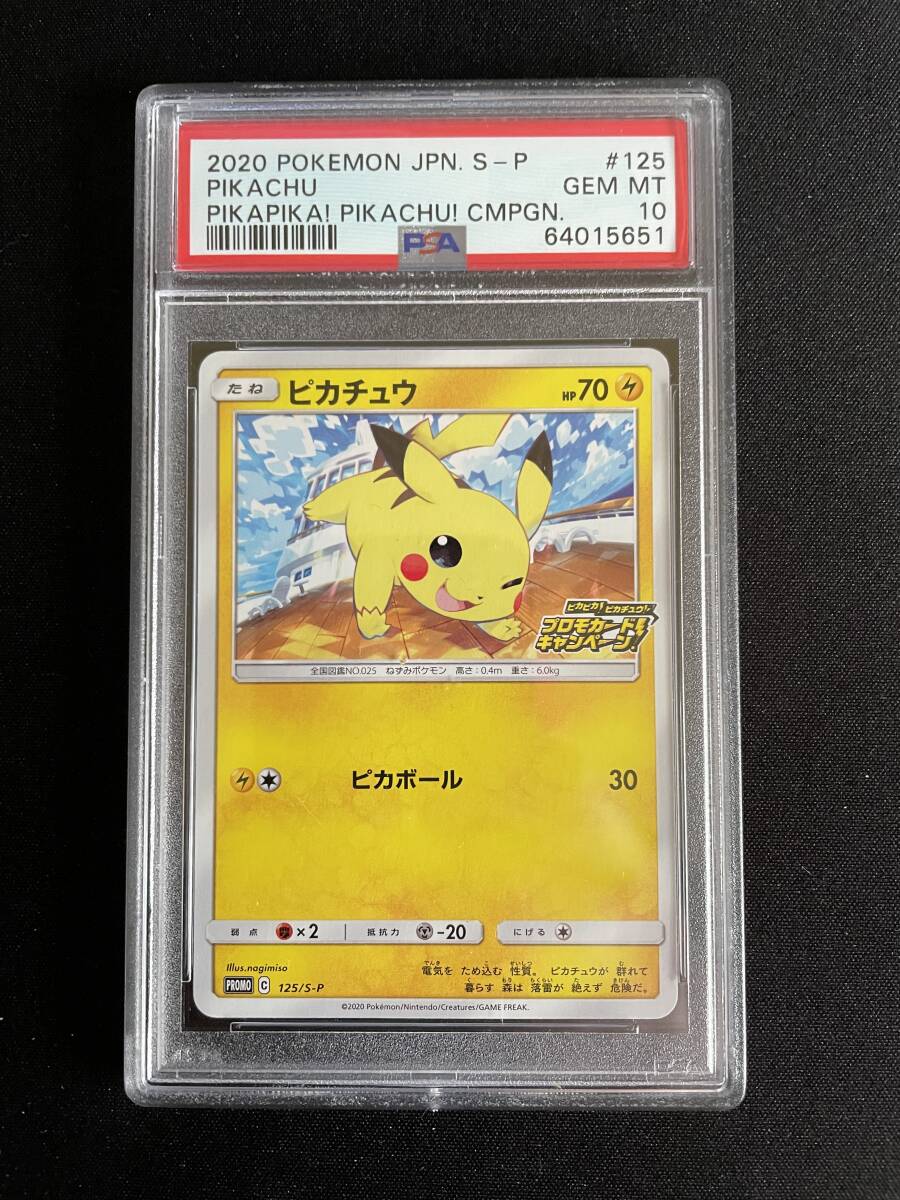 2020 POKEMON JPN. S-P #125
PIKACHU GEM MT
PIKAPIKA! PIKACHU! CMPGN. 10
PSA 64015651
たね ピカチュウ HP70
ピカピカ! ピカチュウ!
プロモカード
キャンペーン!
全国図鑑NO.025 ねずみポケモン 高さ:0.4m 重さ:6.0kg
ピカボール 30
弱点 ×2 抵抗力 -20 にげる
Illus.nagimiso
電気を ため込む 性質。 ピカチュウが 群れて
暮らす 森は 落雷が 絶えず 危険だ。
PROMO C 125/S-P
©2020 Pokémon/Nintendo/Creatures/GAME FREAK.